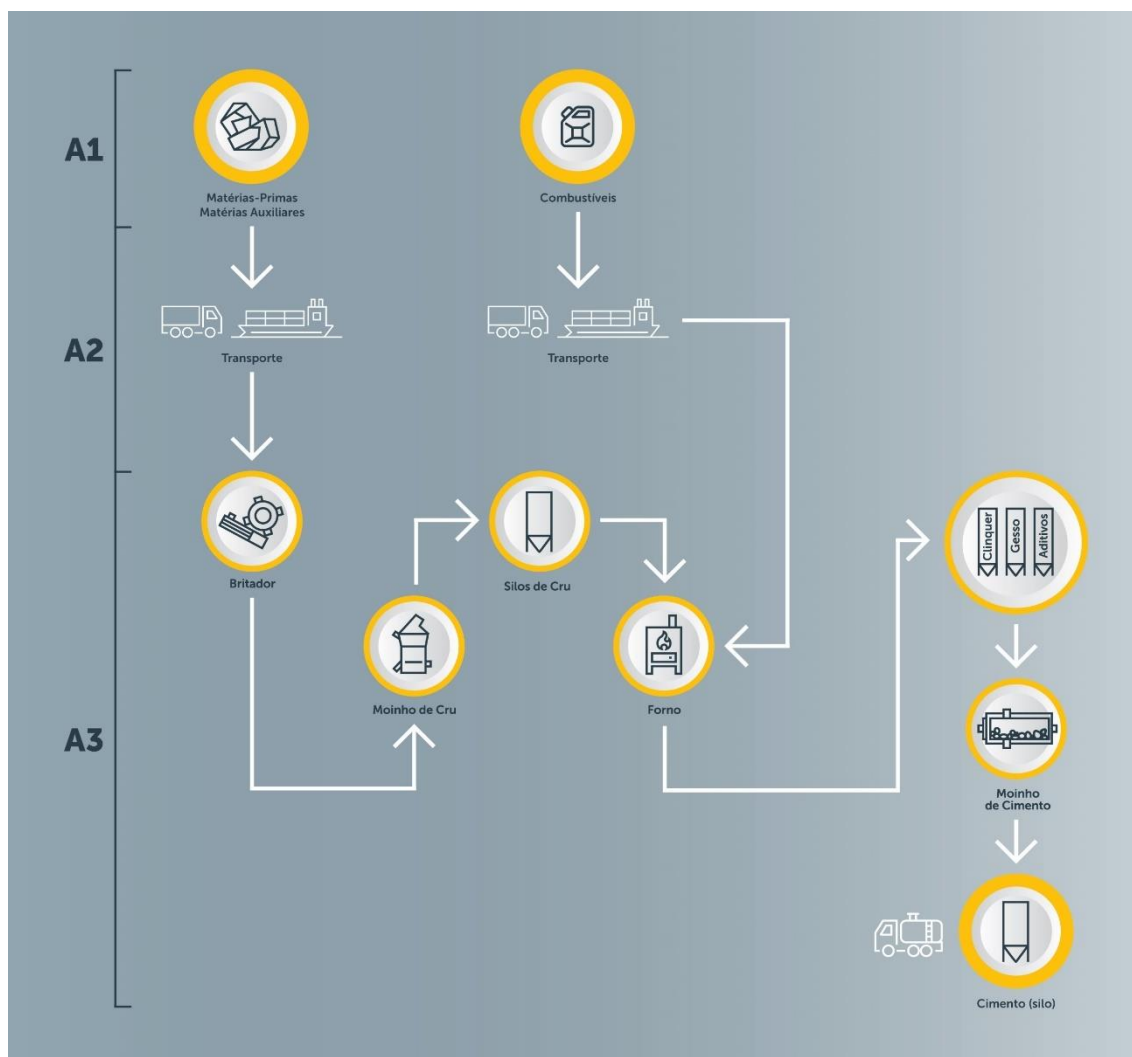 A1
Matérias-Primas
Matérias Auxiliares
Combustíveis
A2
Transporte
Transporte
A3
Britador
Silos de Cru
Clínquer
Gesso
Aditivos
Moinho de Cru
Forno
Moinho
de Cimento
Cimento (silo)